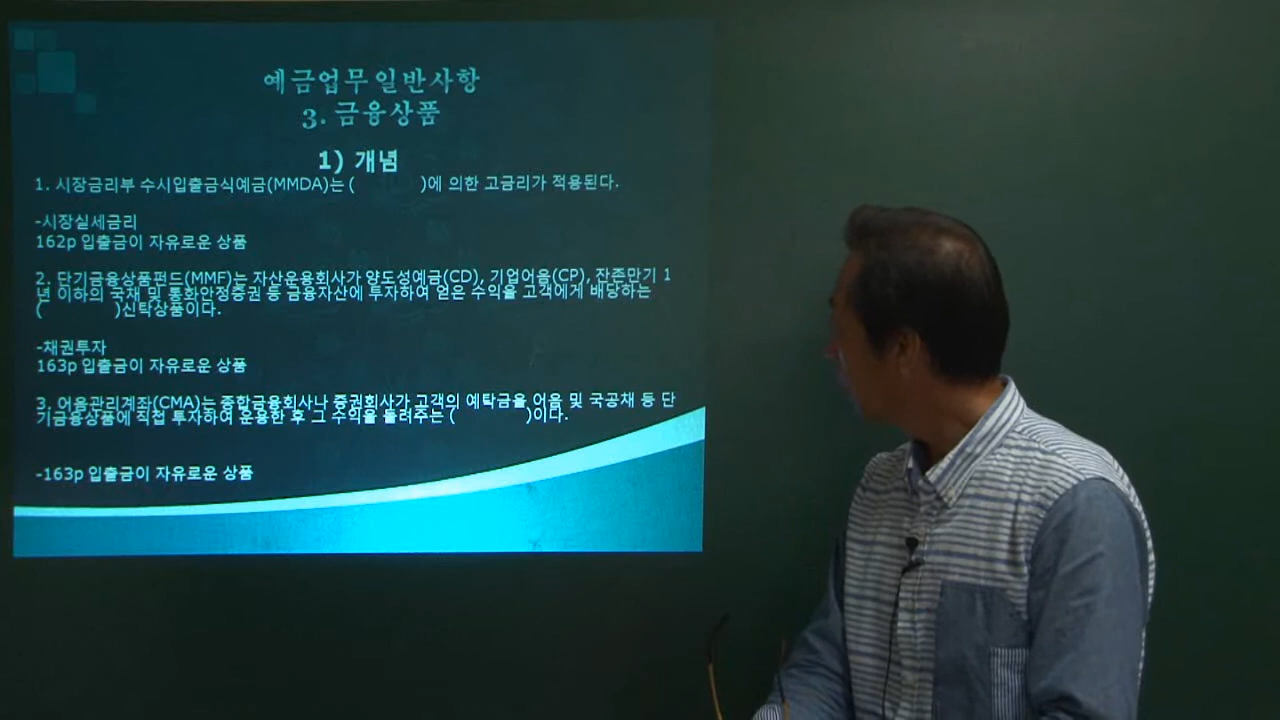 예금업무 일반사항
3. 금융상품
1) 개념
1. 시장금리부 수시입출금식예금(MMDA)는 ( )에 의한 고금리가 적용된다.
-시장실세금리
162p 입출금이 자유로운 상품
2. 단기금융상품펀드(MMF)는 자산운용회사가 양도성예금(CD), 기업어음(CP), 잔존만기 1
년 이하의 국채 및 통화안정증권 등 금융자산에 투자하여 얻은 수익을 고객에게 배당하는
( )신탁상품이다.
-채권투자
163p 입출금이 자유로운 상품
3. 어음관리계좌(CMA)는 종합금융회사나 증권회사가 고객의 예탁금을 어음 및 국공채 등 단
기금융상품에 직접 투자하여 운용한 후 그 수익을 돌려주는 ( )이다.
-163p 입출금이 자유로운 상품